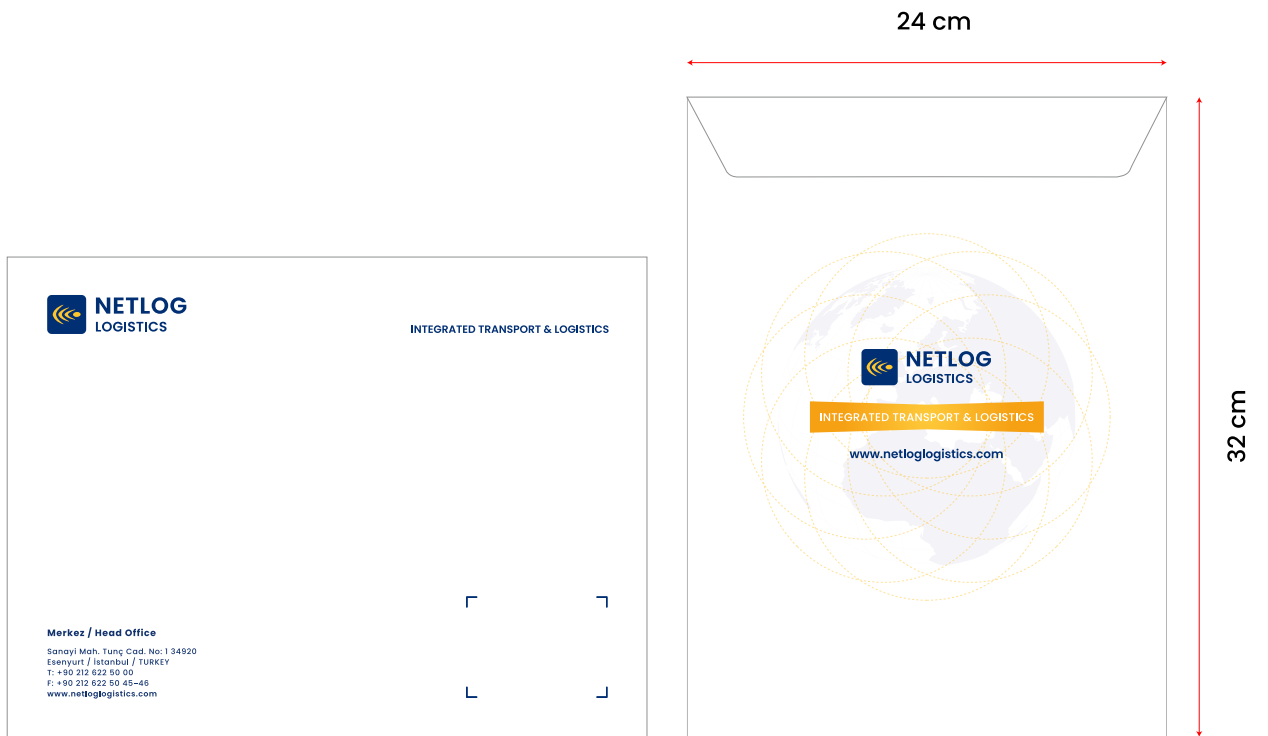 24 cm
32 cm
NETLOG
LOGISTICS
INTEGRATED TRANSPORT & LOGISTICS
Merkez / Head Office
Sanayi Mah. Tunç Cad. No: 1 34920
Esenyurt / İstanbul / TURKEY
T: +90 212 622 50 00
F: +90 212 622 50 45–46
www.netloglogistics.com
NETLOG
LOGISTICS
INTEGRATED TRANSPORT & LOGISTICS
www.netloglogistics.com